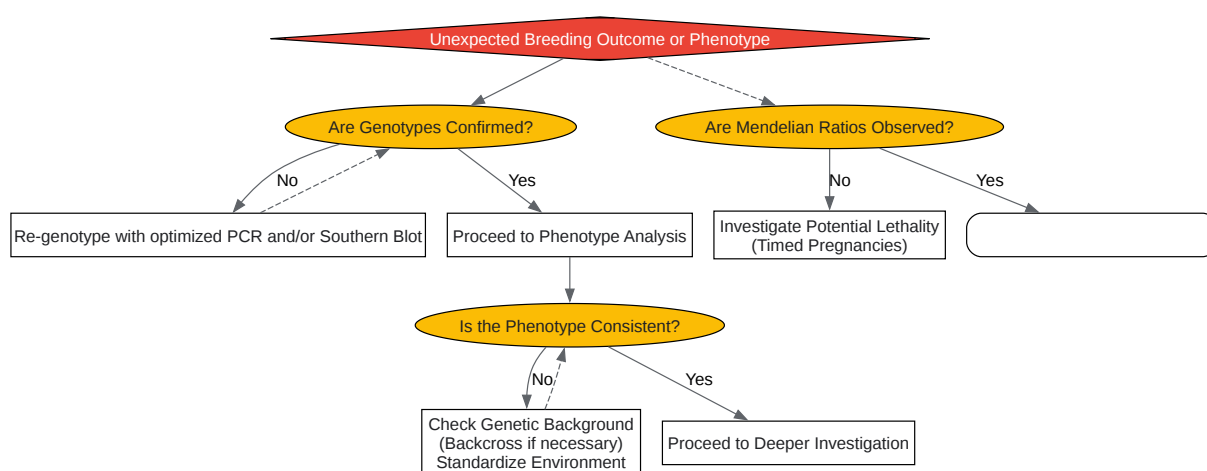 Unexpected Breeding Outcome or Phenotype
Are Genotypes Confirmed?
Are Mendelian Ratios Observed?
No
Yes
No
Yes
Re-genotype with optimized PCR and/or Southern Blot
Proceed to Phenotype Analysis
Investigate Potential Lethality
(Timed Pregnancies)
Is the Phenotype Consistent?
No
Yes
Check Genetic Background
(Backcross if necessary)
Standardize Environment
Proceed to Deeper Investigation